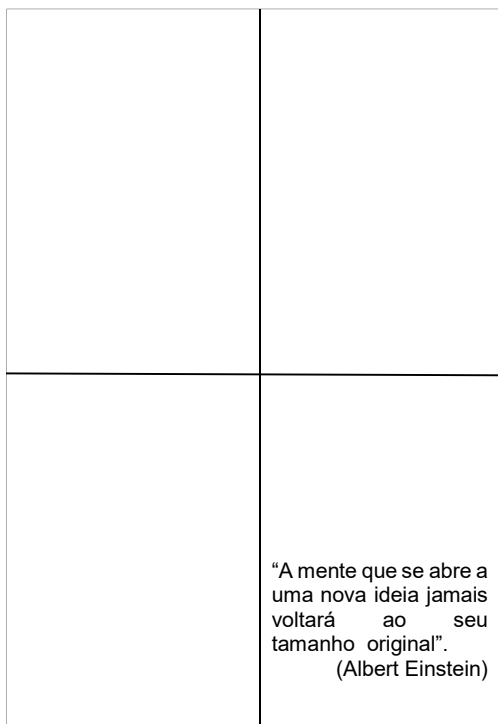 “A mente que se abre a
uma nova ideia jamais
voltará ao seu
tamanho original”.
(Albert Einstein)